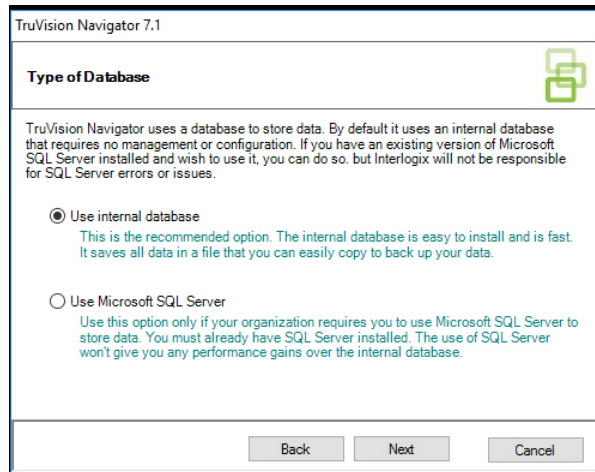 TruVision Navigator 7.1
Type of Database
TruVision Navigator uses a database to store data. By default it uses an internal database
that requires no management or configuration. If you have an existing version of Microsoft
SQL Server installed and wish to use it, you can do so. but Interlogix will not be responsible
for SQL Server errors or issues.
Use internal database
This is the recommended option. The internal database is easy to install and is fast.
It saves all data in a file that you can easily copy to back up your data.
Use Microsoft SQL Server
Use this option only if your organization requires you to use Microsoft SQL Server to
store data. You must already have SQL Server installed. The use of SQL Server
won't give you any performance gains over the internal database.
Back Next Cancel